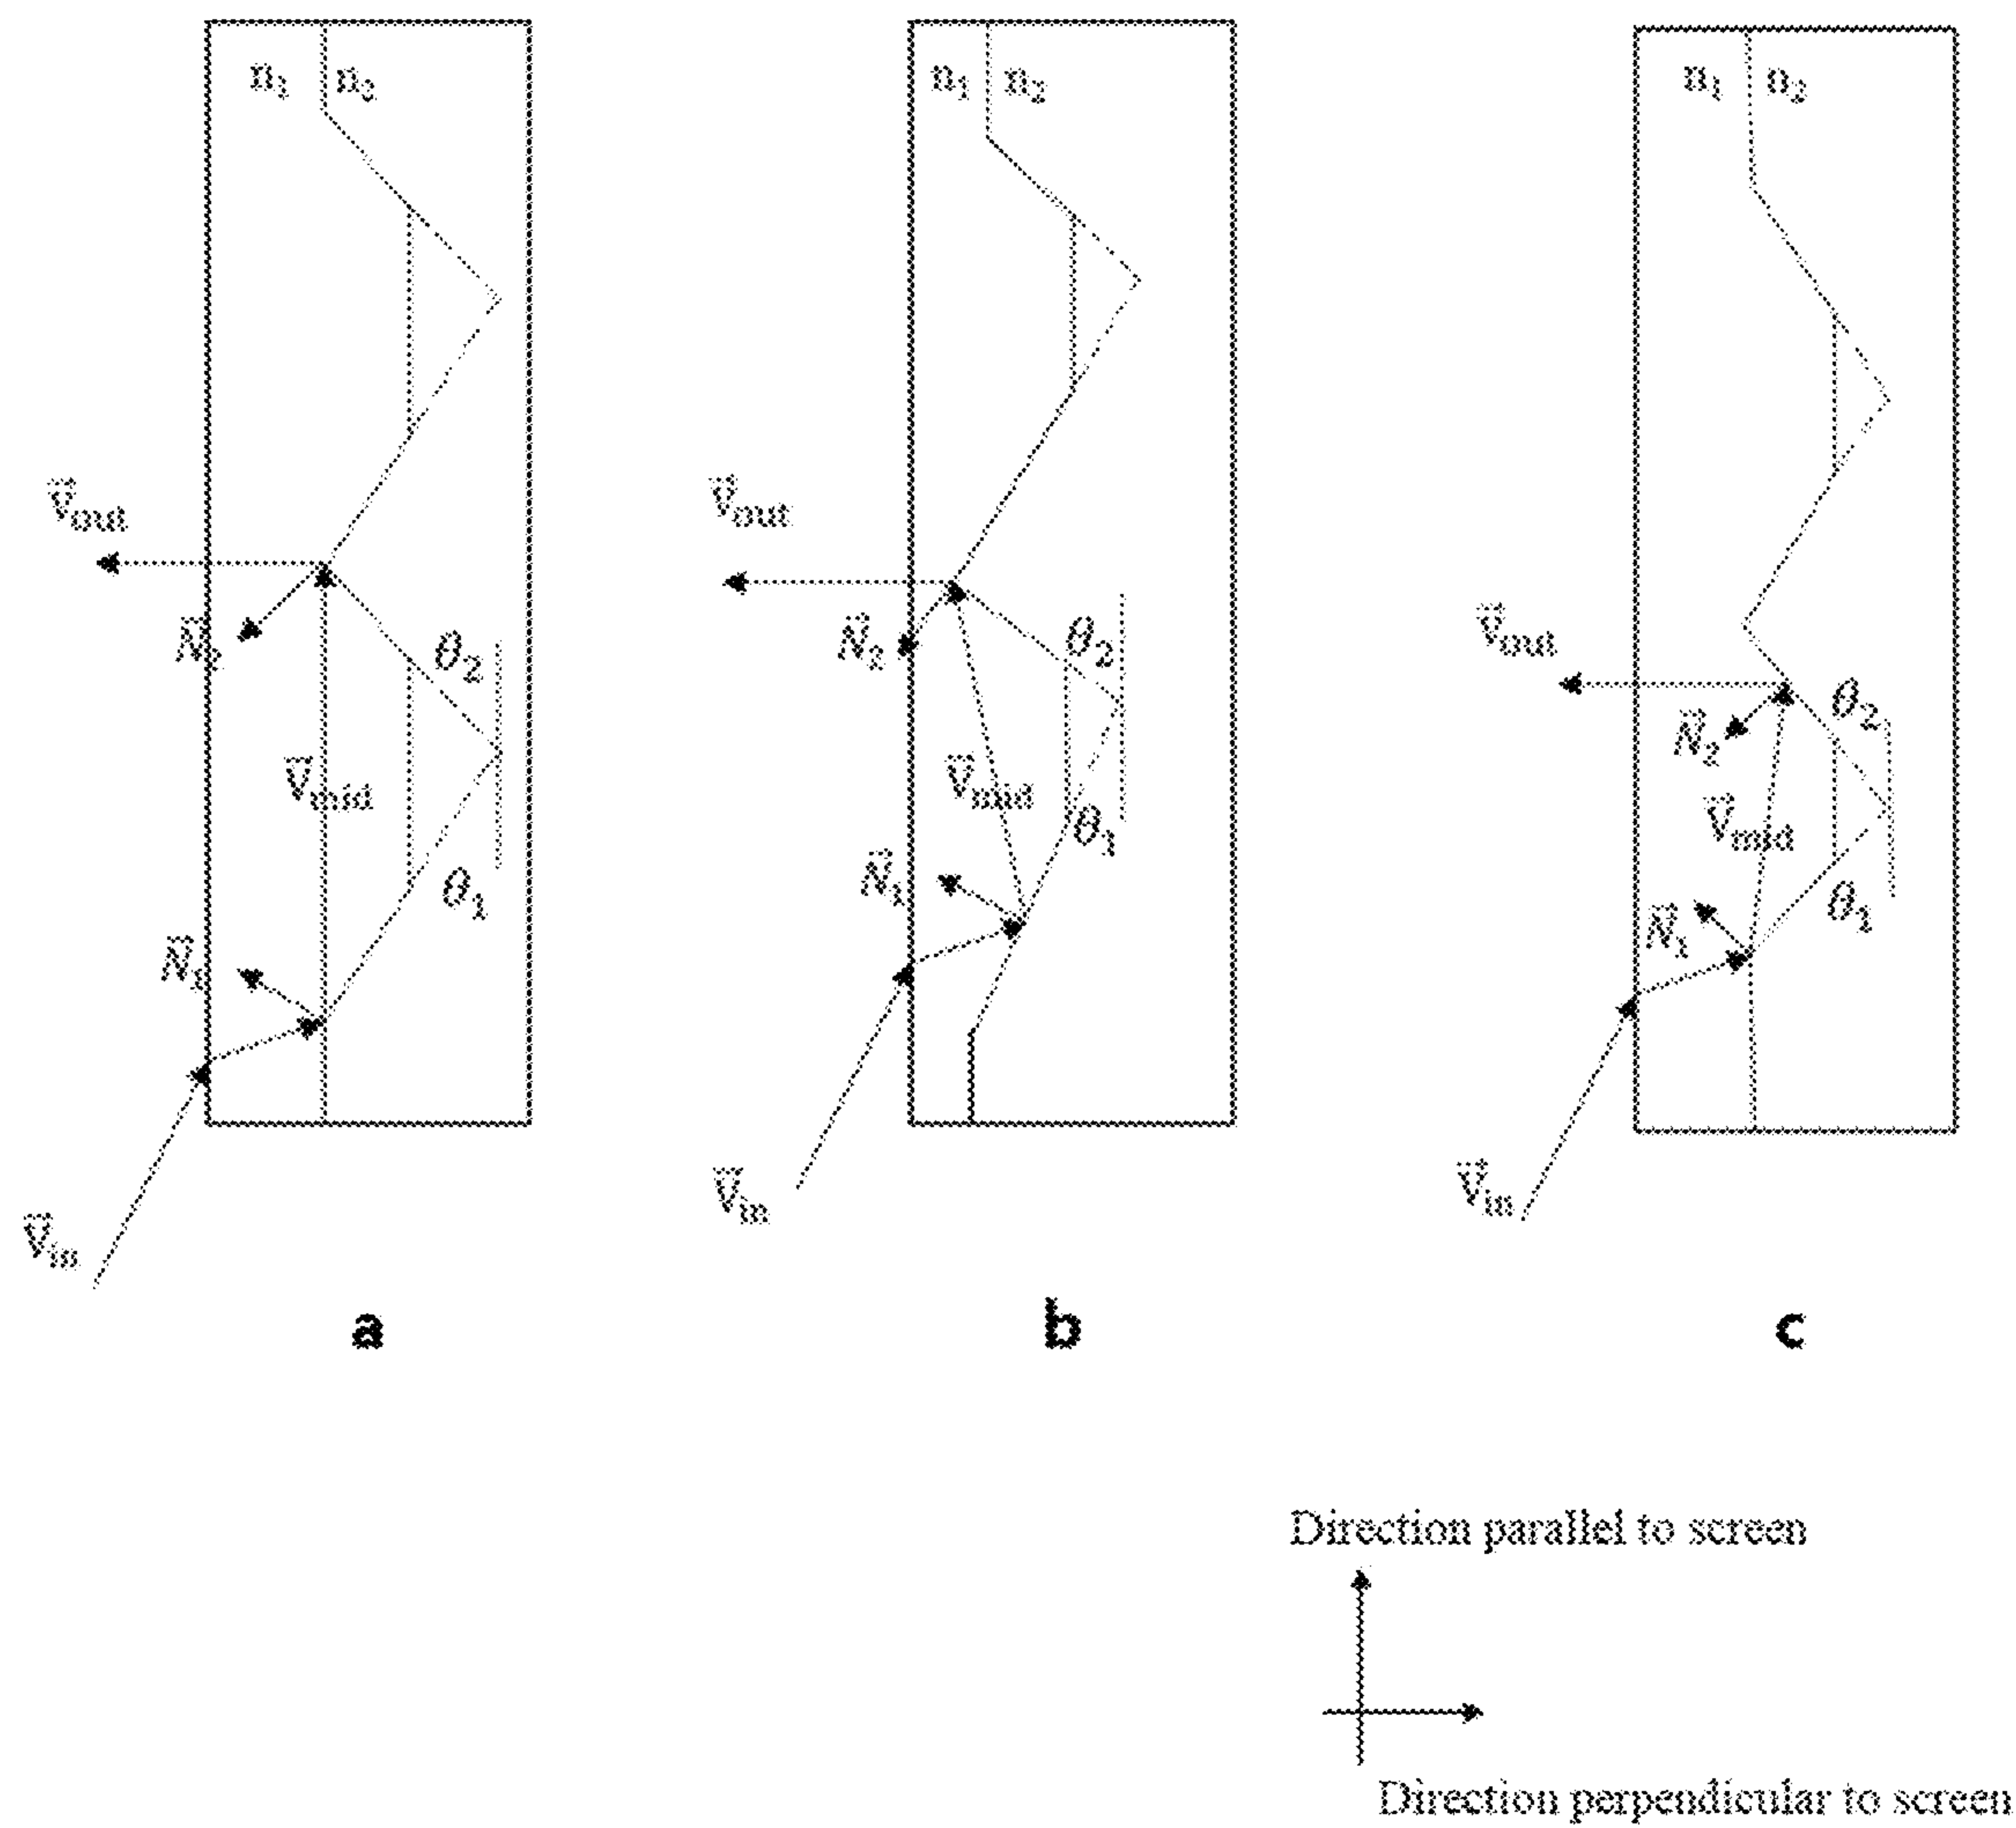 n₁ n₂
v⃗out
N⃗₂
θ₂
v⃗mid
θ₁
N⃗₁
v⃗in
a
n₁ n₂
v⃗out
N⃗₂
θ₂
v⃗mid
θ₁
N⃗₁
v⃗in
b
n₁ n₂
v⃗out
θ₂
N⃗₂
v⃗mid
θ₁
N⃗₁
v⃗in
c
Direction parallel to screen
Direction perpendicular to screen